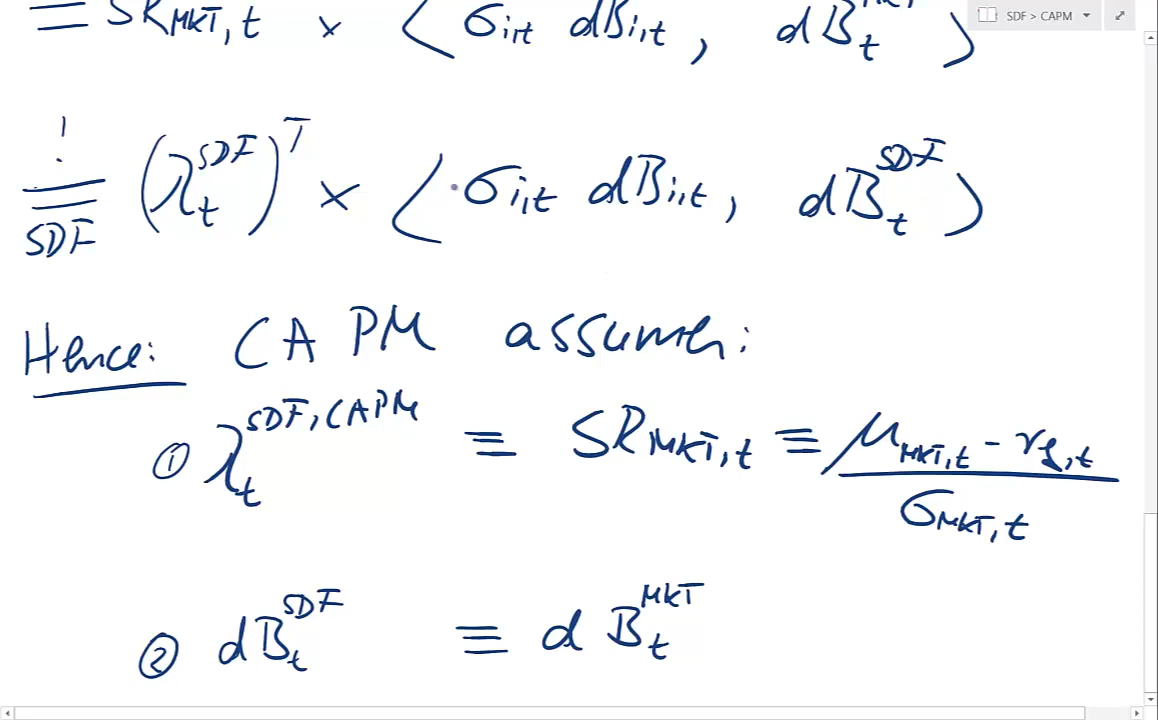 SDF > CAPM
≡ SR_{MKT,t} × ⟨ σ_{i,t} dB_{i,t} , dB_t^{MKT} ⟩
!
≡ (λ_t^{SDF})^T × ⟨ σ_{i,t} dB_{i,t} , dB_t^{SDF} ⟩
SDF
Hence: CAPM assumes:
① λ_t^{SDF,CAPM} ≡ SR_{MKT,t} ≡ (μ_{MKT,t} - r_{f,t}) / σ_{MKT,t}
② dB_t^{SDF} ≡ dB_t^{MKT}